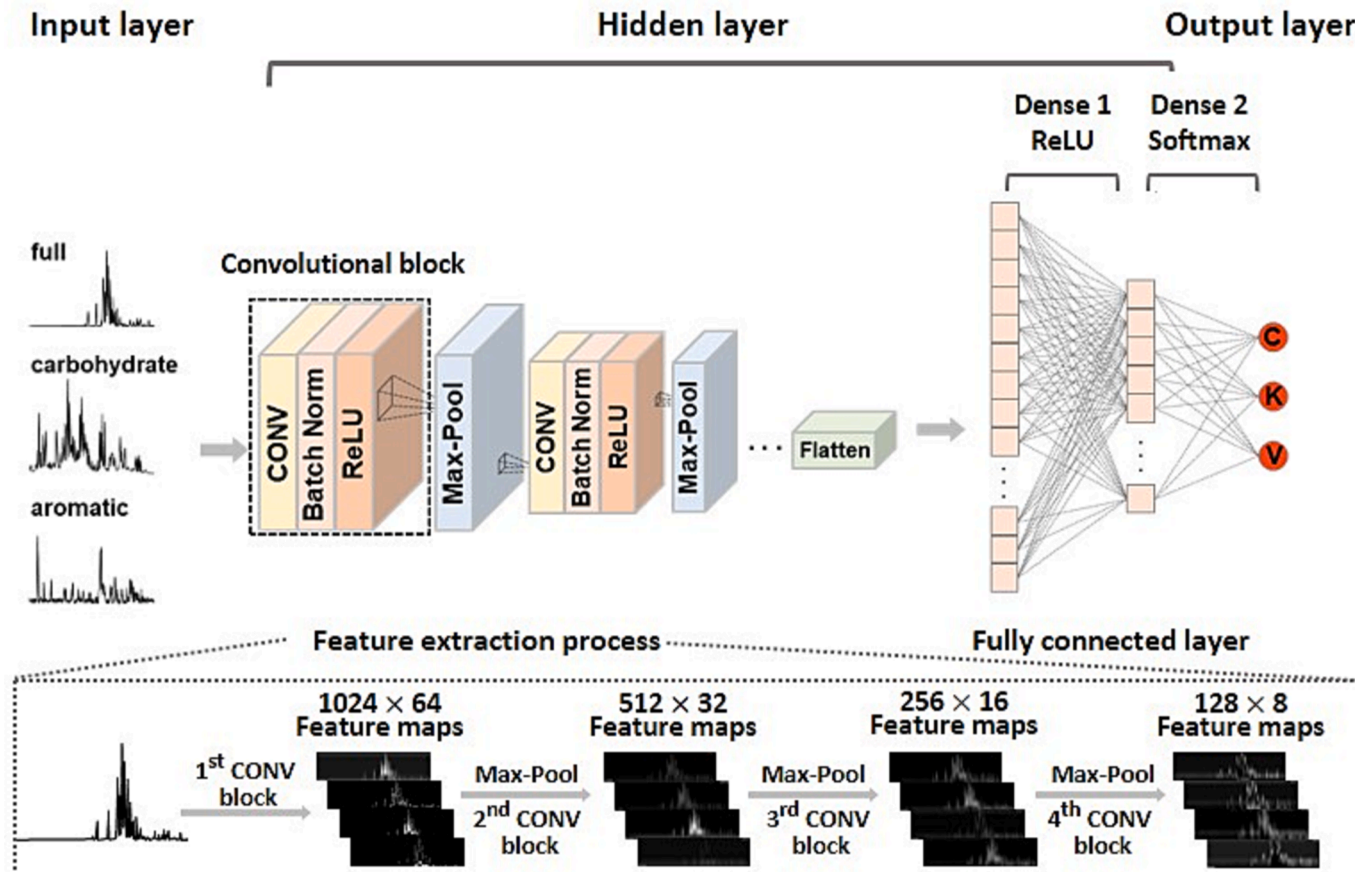 Input layer
Hidden layer
Output layer
Dense 1
ReLU
Dense 2
Softmax
full
carbohydrate
aromatic
Convolutional block
CONV
Batch Norm
ReLU
Max-Pool
CONV
Batch Norm
ReLU
Max-Pool
...
Flatten
C
K
V
Feature extraction process
Fully connected layer
1st CONV
block
1024 × 64
Feature maps
Max-Pool
2nd CONV
block
512 × 32
Feature maps
Max-Pool
3rd CONV
block
256 × 16
Feature maps
Max-Pool
4th CONV
block
128 × 8
Feature maps